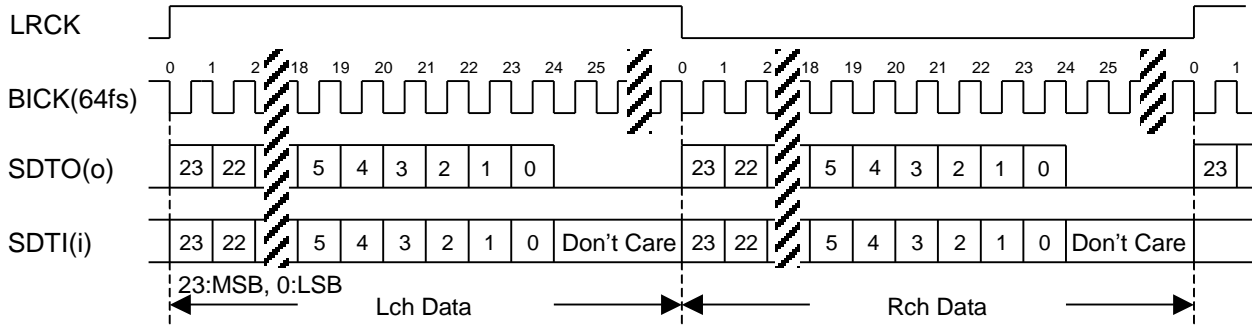 LRCK
0 1 2 18 19 20 21 22 23 24 25 0 1 2 18 19 20 21 22 23 24 25 0 1
BICK(64fs)
SDTO(o) 23 22 5 4 3 2 1 0 23 22 5 4 3 2 1 0 23
SDTI(i) 23 22 5 4 3 2 1 0 Don't Care 23 22 5 4 3 2 1 0 Don't Care
23:MSB, 0:LSB
Lch Data Rch Data